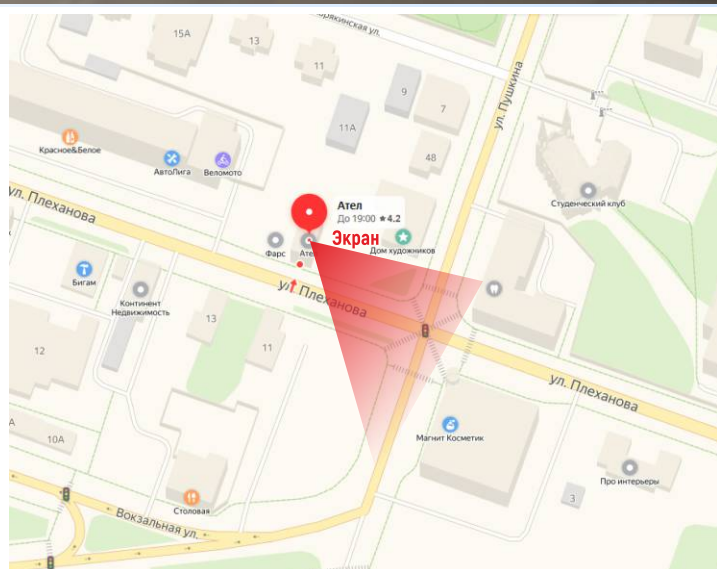 15А
13
11
ул. Пушкина
9
7
11А
48
Красное&Белое
АвтоЛига
Веломото
Студенческий клуб
ул. Плеханова
Ател
До 19:00 ★4.2
Экран
Фарс
Дом художников
ул. Плеханова
Бигам
Континент
Недвижимость
13
11
12
ул. Плеханова
Магнит Косметик
10А
Столовая
Про интерьеры
3
Вокзальная ул.